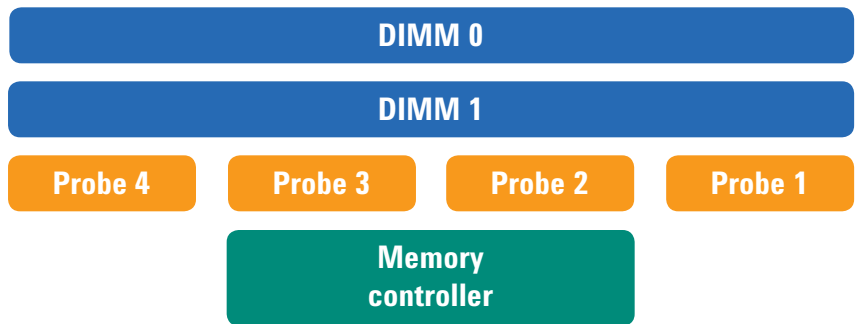 DIMM 0
DIMM 1
Probe 4
Probe 3
Probe 2
Probe 1
Memory
controller